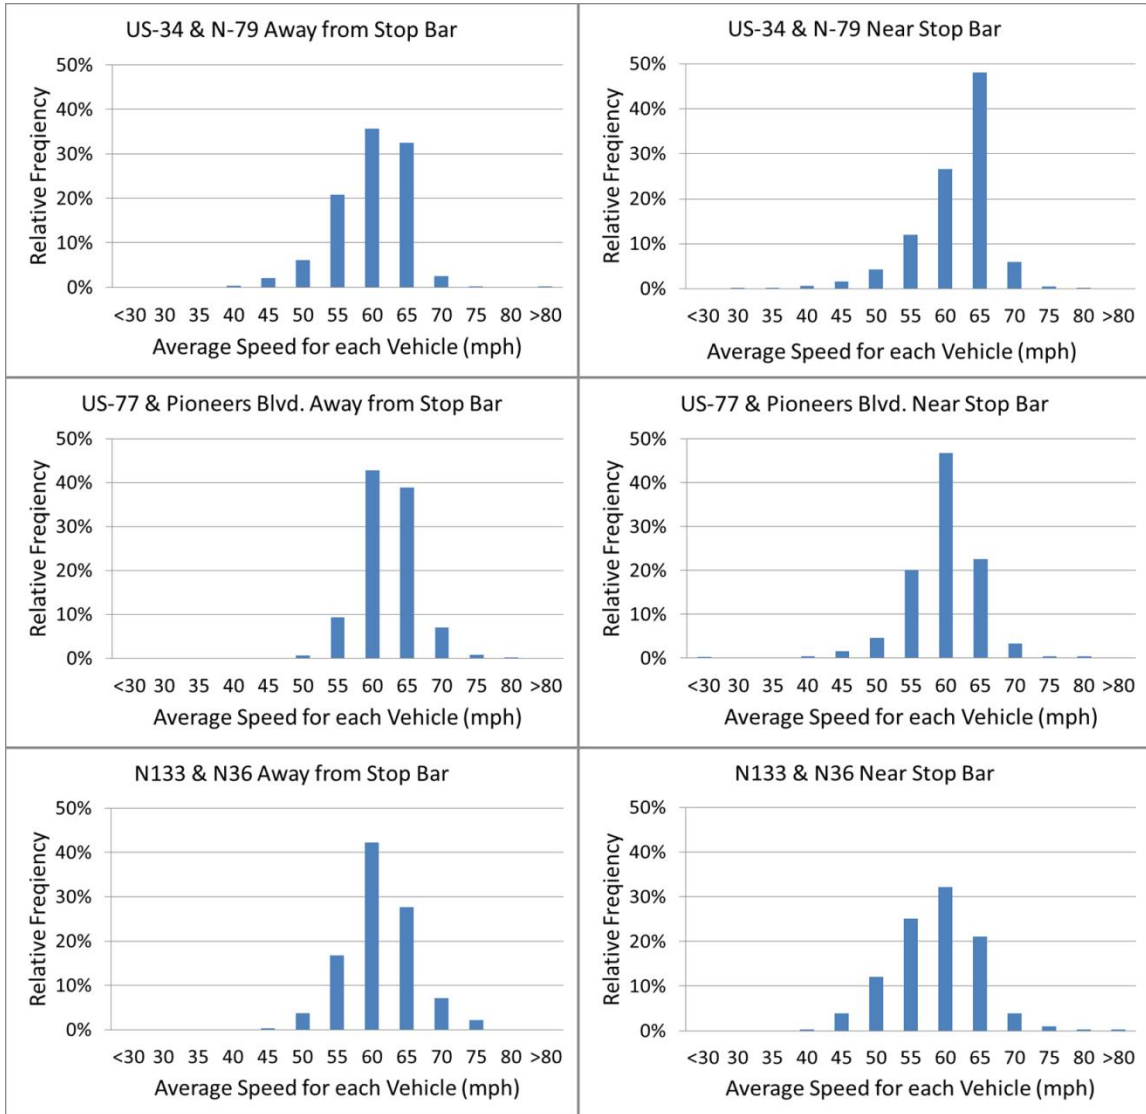 US-34 & N-79 Away from Stop Bar
50%
40%
30%
20%
10%
0%
Relative Freqiency
<30 30 35 40 45 50 55 60 65 70 75 80 >80
Average Speed for each Vehicle (mph)
US-34 & N-79 Near Stop Bar
50%
40%
30%
20%
10%
0%
Relative Freqiency
<30 30 35 40 45 50 55 60 65 70 75 80 >80
Average Speed for each Vehicle (mph)
US-77 & Pioneers Blvd. Away from Stop Bar
50%
40%
30%
20%
10%
0%
Relative Freqiency
<30 30 35 40 45 50 55 60 65 70 75 80 >80
Average Speed for each Vehicle (mph)
US-77 & Pioneers Blvd. Near Stop Bar
50%
40%
30%
20%
10%
0%
Relative Freqiency
<30 30 35 40 45 50 55 60 65 70 75 80 >80
Average Speed for each Vehicle (mph)
N133 & N36 Away from Stop Bar
50%
40%
30%
20%
10%
0%
Relative Freqiency
<30 30 35 40 45 50 55 60 65 70 75 80 >80
Average Speed for each Vehicle (mph)
N133 & N36 Near Stop Bar
50%
40%
30%
20%
10%
0%
Relative Freqiency
<30 30 35 40 45 50 55 60 65 70 75 80 >80
Average Speed for each Vehicle (mph)